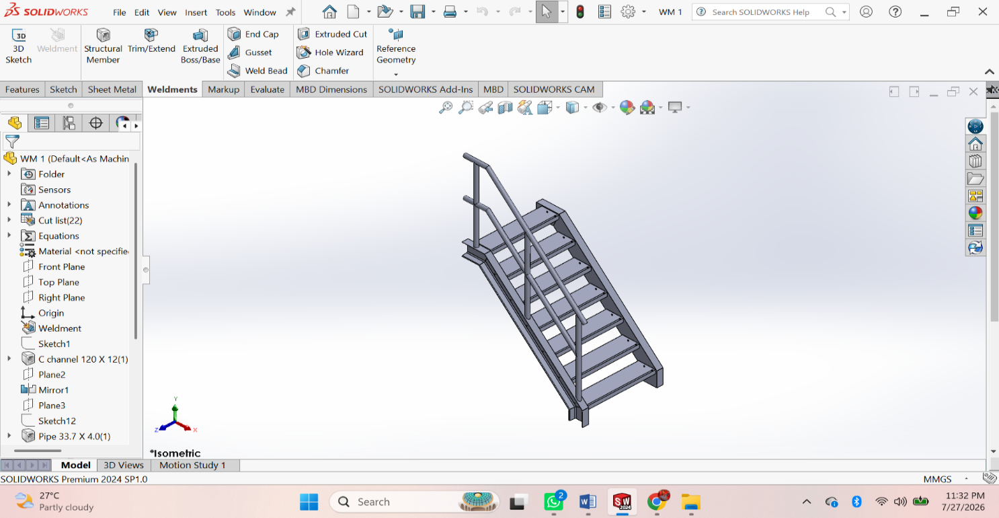 SOLIDWORKS File Edit View Insert Tools Window WM 1 Search SOLIDWORKS Help
3D Sketch
Weldment
Structural Member
Trim/Extend
Extruded Boss/Base
End Cap
Gusset
Weld Bead
Extruded Cut
Hole Wizard
Chamfer
Reference Geometry
Features Sketch Sheet Metal Weldments Markup Evaluate MBD Dimensions SOLIDWORKS Add-Ins MBD SOLIDWORKS CAM
WM 1 (Default<As Machin
Folder
Sensors
Annotations
Cut list(22)
Equations
Material <not specifie
Front Plane
Top Plane
Right Plane
Origin
Weldment
Sketch1
C channel 120 X 12(1)
Plane2
Mirror1
Plane3
Sketch12
Pipe 33.7 X 4.0(1)
Y
Z X
*Isometric
Model 3D Views Motion Study 1
SOLIDWORKS Premium 2024 SP1.0 MMGS
27°C
Partly cloudy
Search
2
SW 2024
11:32 PM
7/27/2026